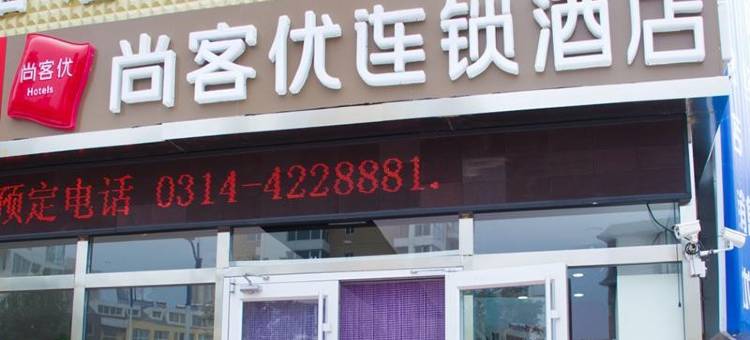 尚客优
Hotels
尚客优连锁酒店
预定电话 0314-4228881.